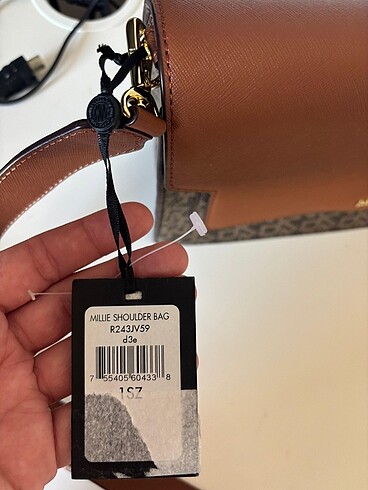 MILLIE SHOULDER BAG
R243JV59
d3e
7 55405 60433 8
1SZ